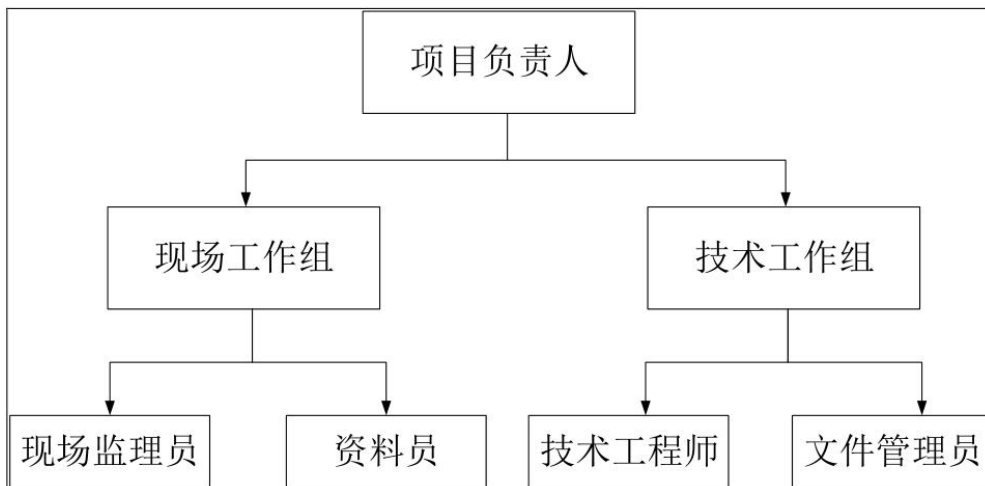 项目负责人
现场工作组
技术工作组
现场监理员
资料员
技术工程师
文件管理员